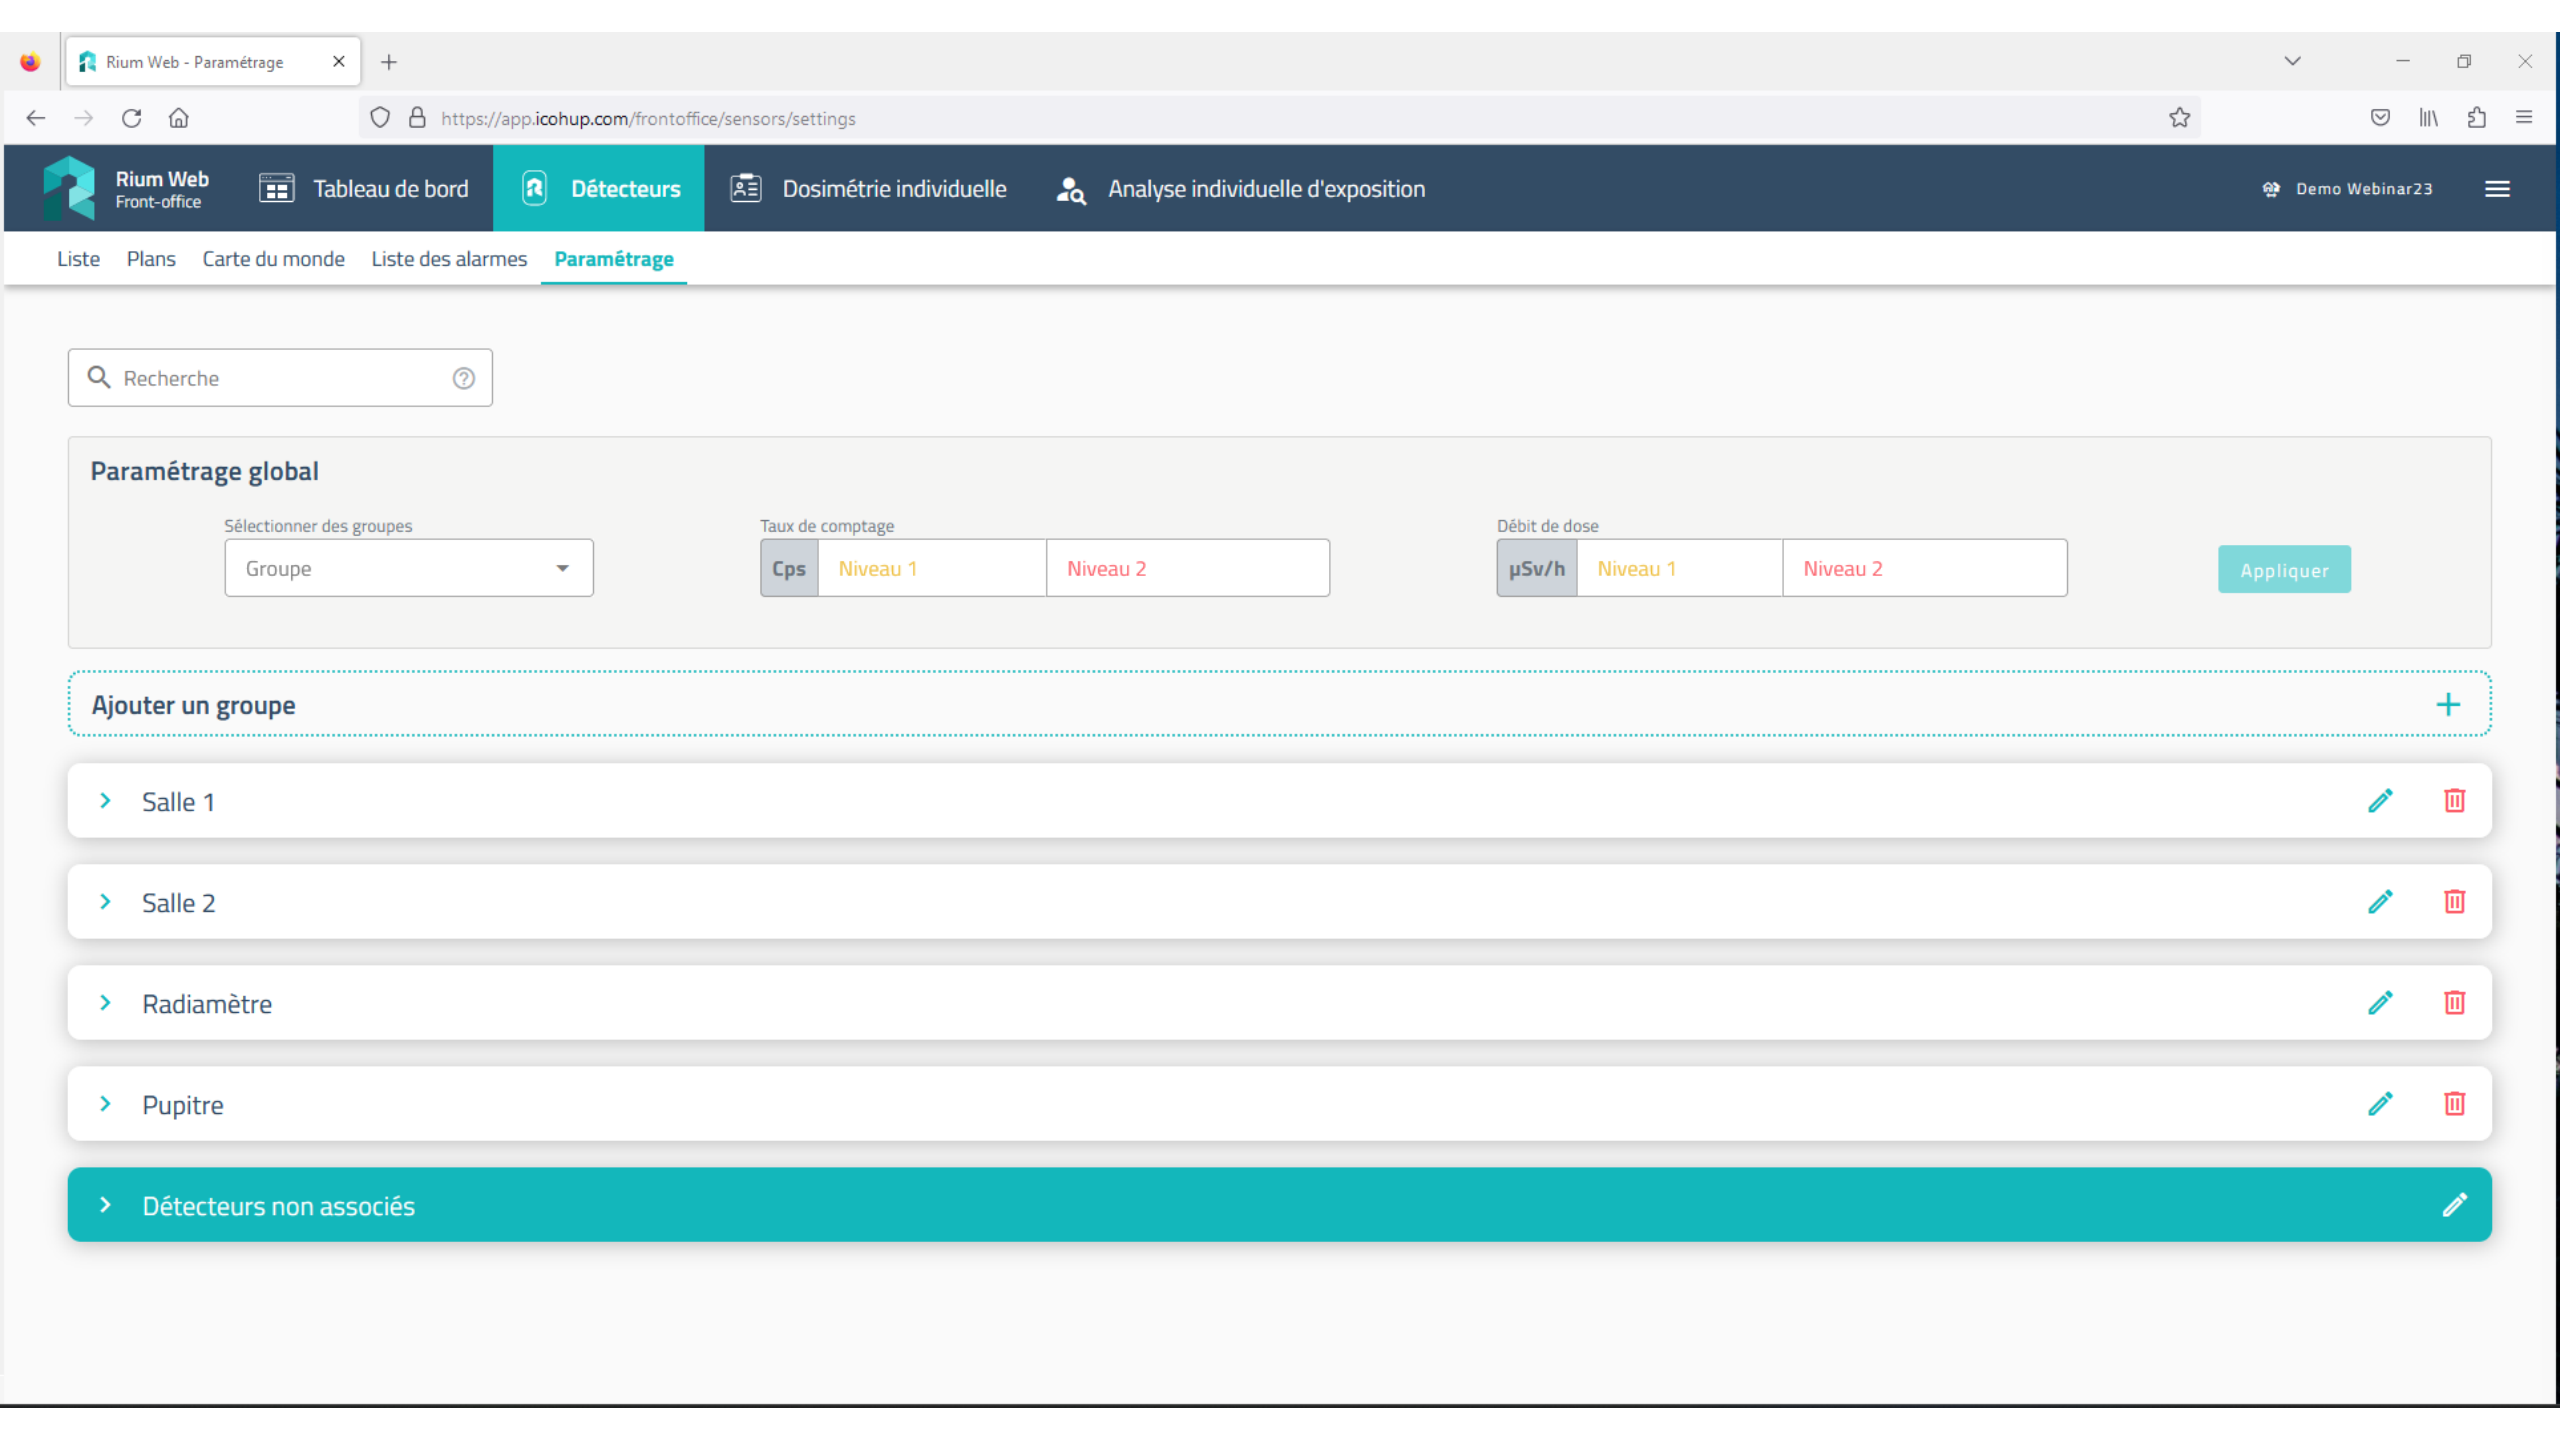 Rium Web - Paramétrage
https://app.icohup.com/frontoffice/sensors/settings
Rium Web
Front-office
Tableau de bord
Détecteurs
Dosimétrie individuelle
Analyse individuelle d'exposition
Demo Webinar23
Liste Plans Carte du monde Liste des alarmes Paramétrage
Recherche
Paramétrage global
Sélectionner des groupes
Groupe
Taux de comptage
Cps Niveau 1 Niveau 2
Débit de dose
µSv/h Niveau 1 Niveau 2
Appliquer
Ajouter un groupe
Salle 1
Salle 2
Radiamètre
Pupitre
Détecteurs non associés